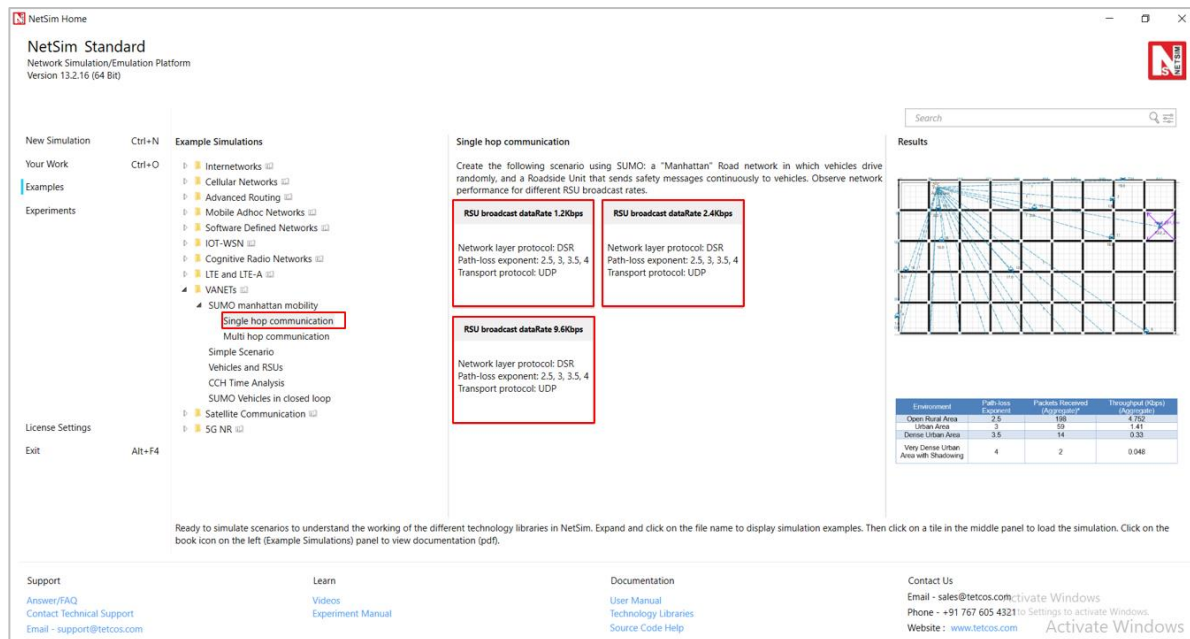 NetSim Home
NetSim Standard
Network Simulation/Emulation Platform
Version 13.2.16 (64 Bit)
NETSIM
Search
New Simulation Ctrl+N
Your Work Ctrl+O
Examples
Experiments
License Settings
Exit Alt+F4
Example Simulations
Internetworks
Cellular Networks
Advanced Routing
Mobile Adhoc Networks
Software Defined Networks
IOT-WSN
Cognitive Radio Networks
LTE and LTE-A
VANETs
SUMO manhattan mobility
Single hop communication
Multi hop communication
Simple Scenario
Vehicles and RSUs
CCH Time Analysis
SUMO Vehicles in closed loop
Satellite Communication
5G NR
Single hop communication
Create the following scenario using SUMO: a "Manhattan" Road network in which vehicles drive
randomly, and a Roadside Unit that sends safety messages continuously to vehicles. Observe network
performance for different RSU broadcast rates.
RSU broadcast dataRate 1.2Kbps
Network layer protocol: DSR
Path-loss exponent: 2.5, 3, 3.5, 4
Transport protocol: UDP
RSU broadcast dataRate 2.4Kbps
Network layer protocol: DSR
Path-loss exponent: 2.5, 3, 3.5, 4
Transport protocol: UDP
RSU broadcast dataRate 9.6Kbps
Network layer protocol: DSR
Path-loss exponent: 2.5, 3, 3.5, 4
Transport protocol: UDP
Results
Environment Path-loss Exponent Packets Received (Aggregate)* Throughput (Kbps) (Aggregate)
Open Rural Area 2.5 198 4.752
Urban Area 3 59 1.41
Dense Urban Area 3.5 14 0.33
Very Dense Urban Area with Shadowing 4 2 0.048
Ready to simulate scenarios to understand the working of the different technology libraries in NetSim. Expand and click on the file name to display simulation examples. Then click on a tile in the middle panel to load the simulation. Click on the
book icon on the left (Example Simulations) panel to view documentation (pdf).
Support
Answer/FAQ
Contact Technical Support
Email - support@tetcos.com
Learn
Videos
Experiment Manual
Documentation
User Manual
Technology Libraries
Source Code Help
Contact Us
Email - sales@tetcos.com
Phone - +91 767 605 4321
Website : www.tetcos.com
Activate Windows
to Settings to activate Windows.
Activate Windows